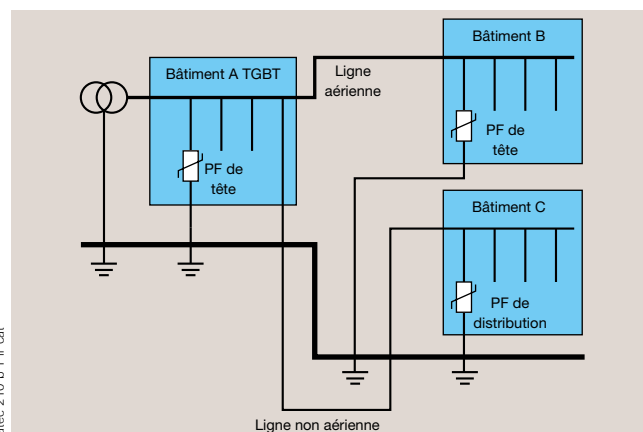 Bâtiment A TGBT
PF de
tête
Ligne
aérienne
Bâtiment B
PF de
tête
Bâtiment C
PF de
distribution
Ligne non aérienne